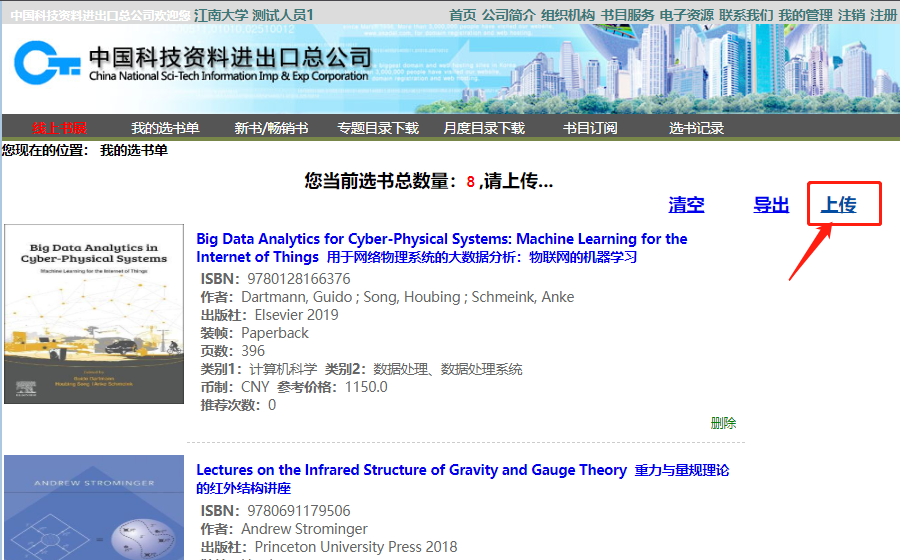 中国科技资料进出口总公司欢迎您 江南大学 测试人员1
首页 公司简介 组织机构 书目服务 电子资源 联系我们 我的管理 注销 注册
中国科技资料进出口总公司
China National Sci-Tech Information Imp & Exp Corporation
线上书展 我的选书单 新书/畅销书 专题目录下载 月度目录下载 书目订阅 选书记录
您现在的位置： 我的选书单
您当前选书总数量：8 ,请上传...
清空 导出 上传
Big Data Analytics in
Cyber-Physical Systems
Machine Learning for the Internet of Things
Big Data Analytics for Cyber-Physical Systems: Machine Learning for the
Internet of Things 用于网络物理系统的大数据分析：物联网的机器学习
ISBN：9780128166376
作者：Dartmann, Guido ; Song, Houbing ; Schmeink, Anke
出版社：Elsevier 2019
装帧：Paperback
页数：396
类别1：计算机科学 类别2：数据处理、数据处理系统
币制：CNY 参考价格：1150.0
推荐次数：0
删除
ANDREW STROMINGER
Lectures on the Infrared Structure of Gravity and Gauge Theory 重力与量规理论
的红外结构讲座
ISBN：9780691179506
作者：Andrew Strominger
出版社：Princeton University Press 2018